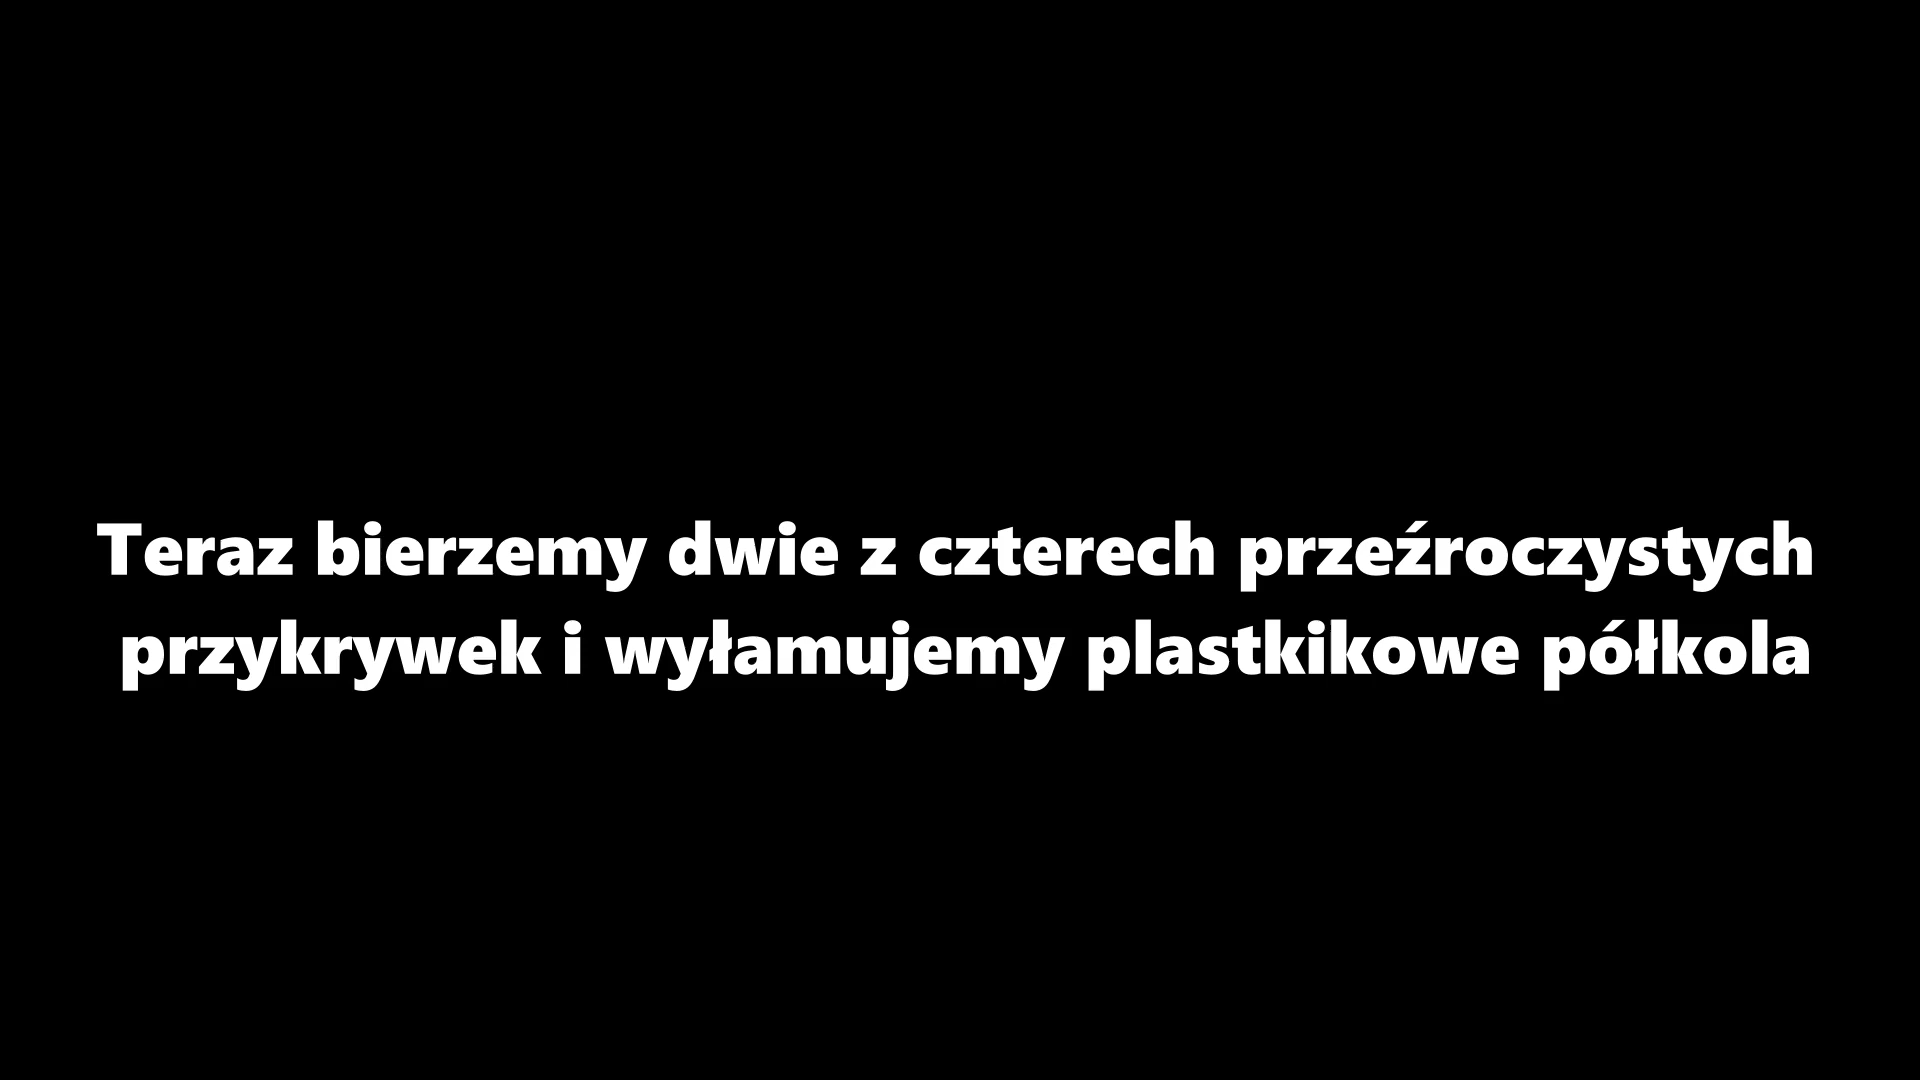 Teraz bierzemy dwie z czterech przeźroczystych
przykrywek i wyłamujemy plastkikowe półkola